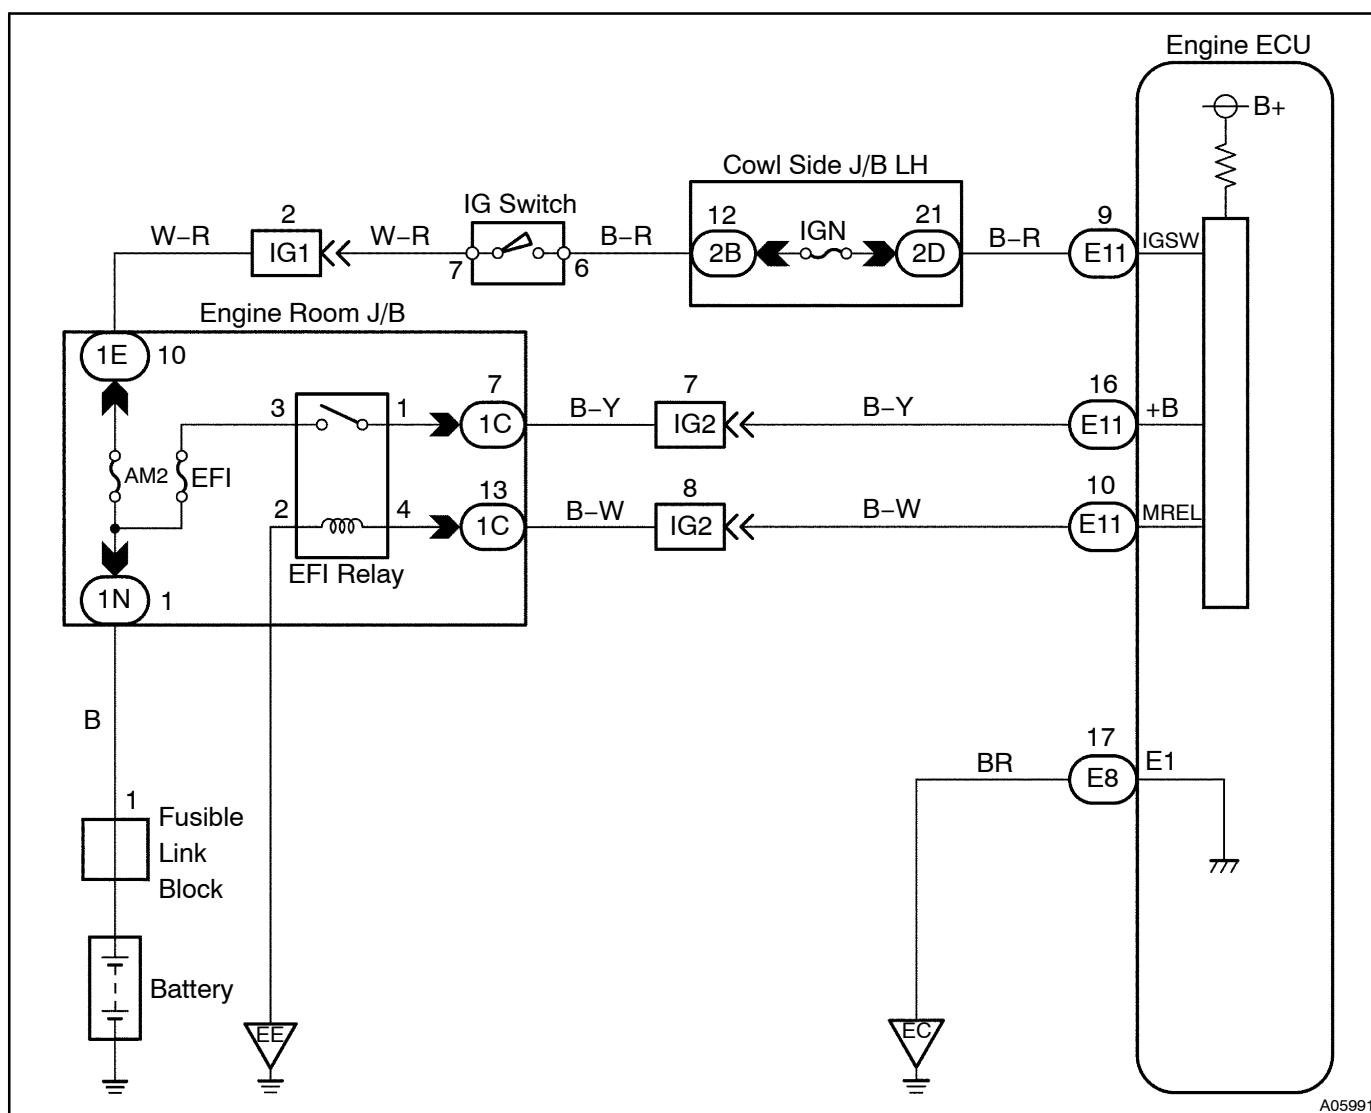 Engine ECU
B+
Cowl Side J/B LH
IG Switch
2
12
21
9
W–R
W–R
B–R
IGN
B–R
IGSW
IG1
7
6
2B
2D
E11
Engine Room J/B
1E
10
3
1
7
7
16
B–Y
B–Y
1C
IG2
E11
+B
AM2
EFI
2
4
13
8
10
B–W
B–W
1C
IG2
E11
MREL
EFI Relay
1N
1
B
17
BR
E8
E1
1
Fusible
Link
Block
Battery
EE
EC
A05991